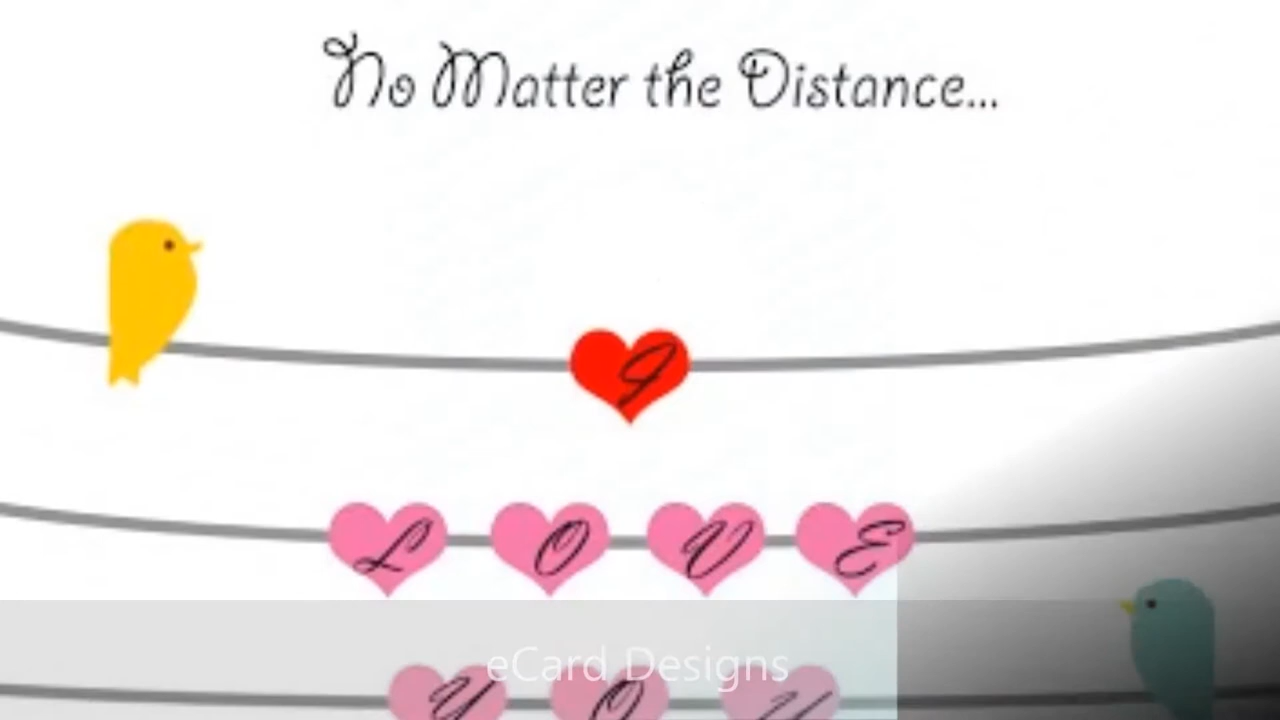 No Matter the Distance...
I
L O V E
eCard Designs
Y O U